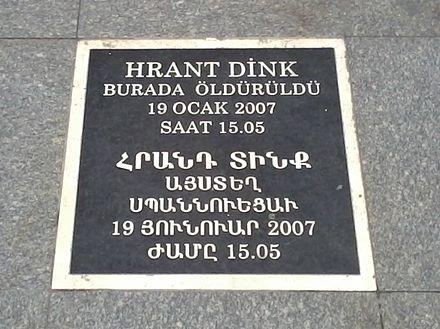 HRANT DİNK
BURADA ÖLDÜRÜLDÜ
19 OCAK 2007
SAAT 15.05
ՀՐԱՆԴ ՏԻՆՔ
ԱՅՍՏԵՂ
ՍՊԱՆՆՈՒԵՑԱՒ
19 ՅՈՒՆՈՒԱՐ 2007
ԺԱՄԸ 15.05